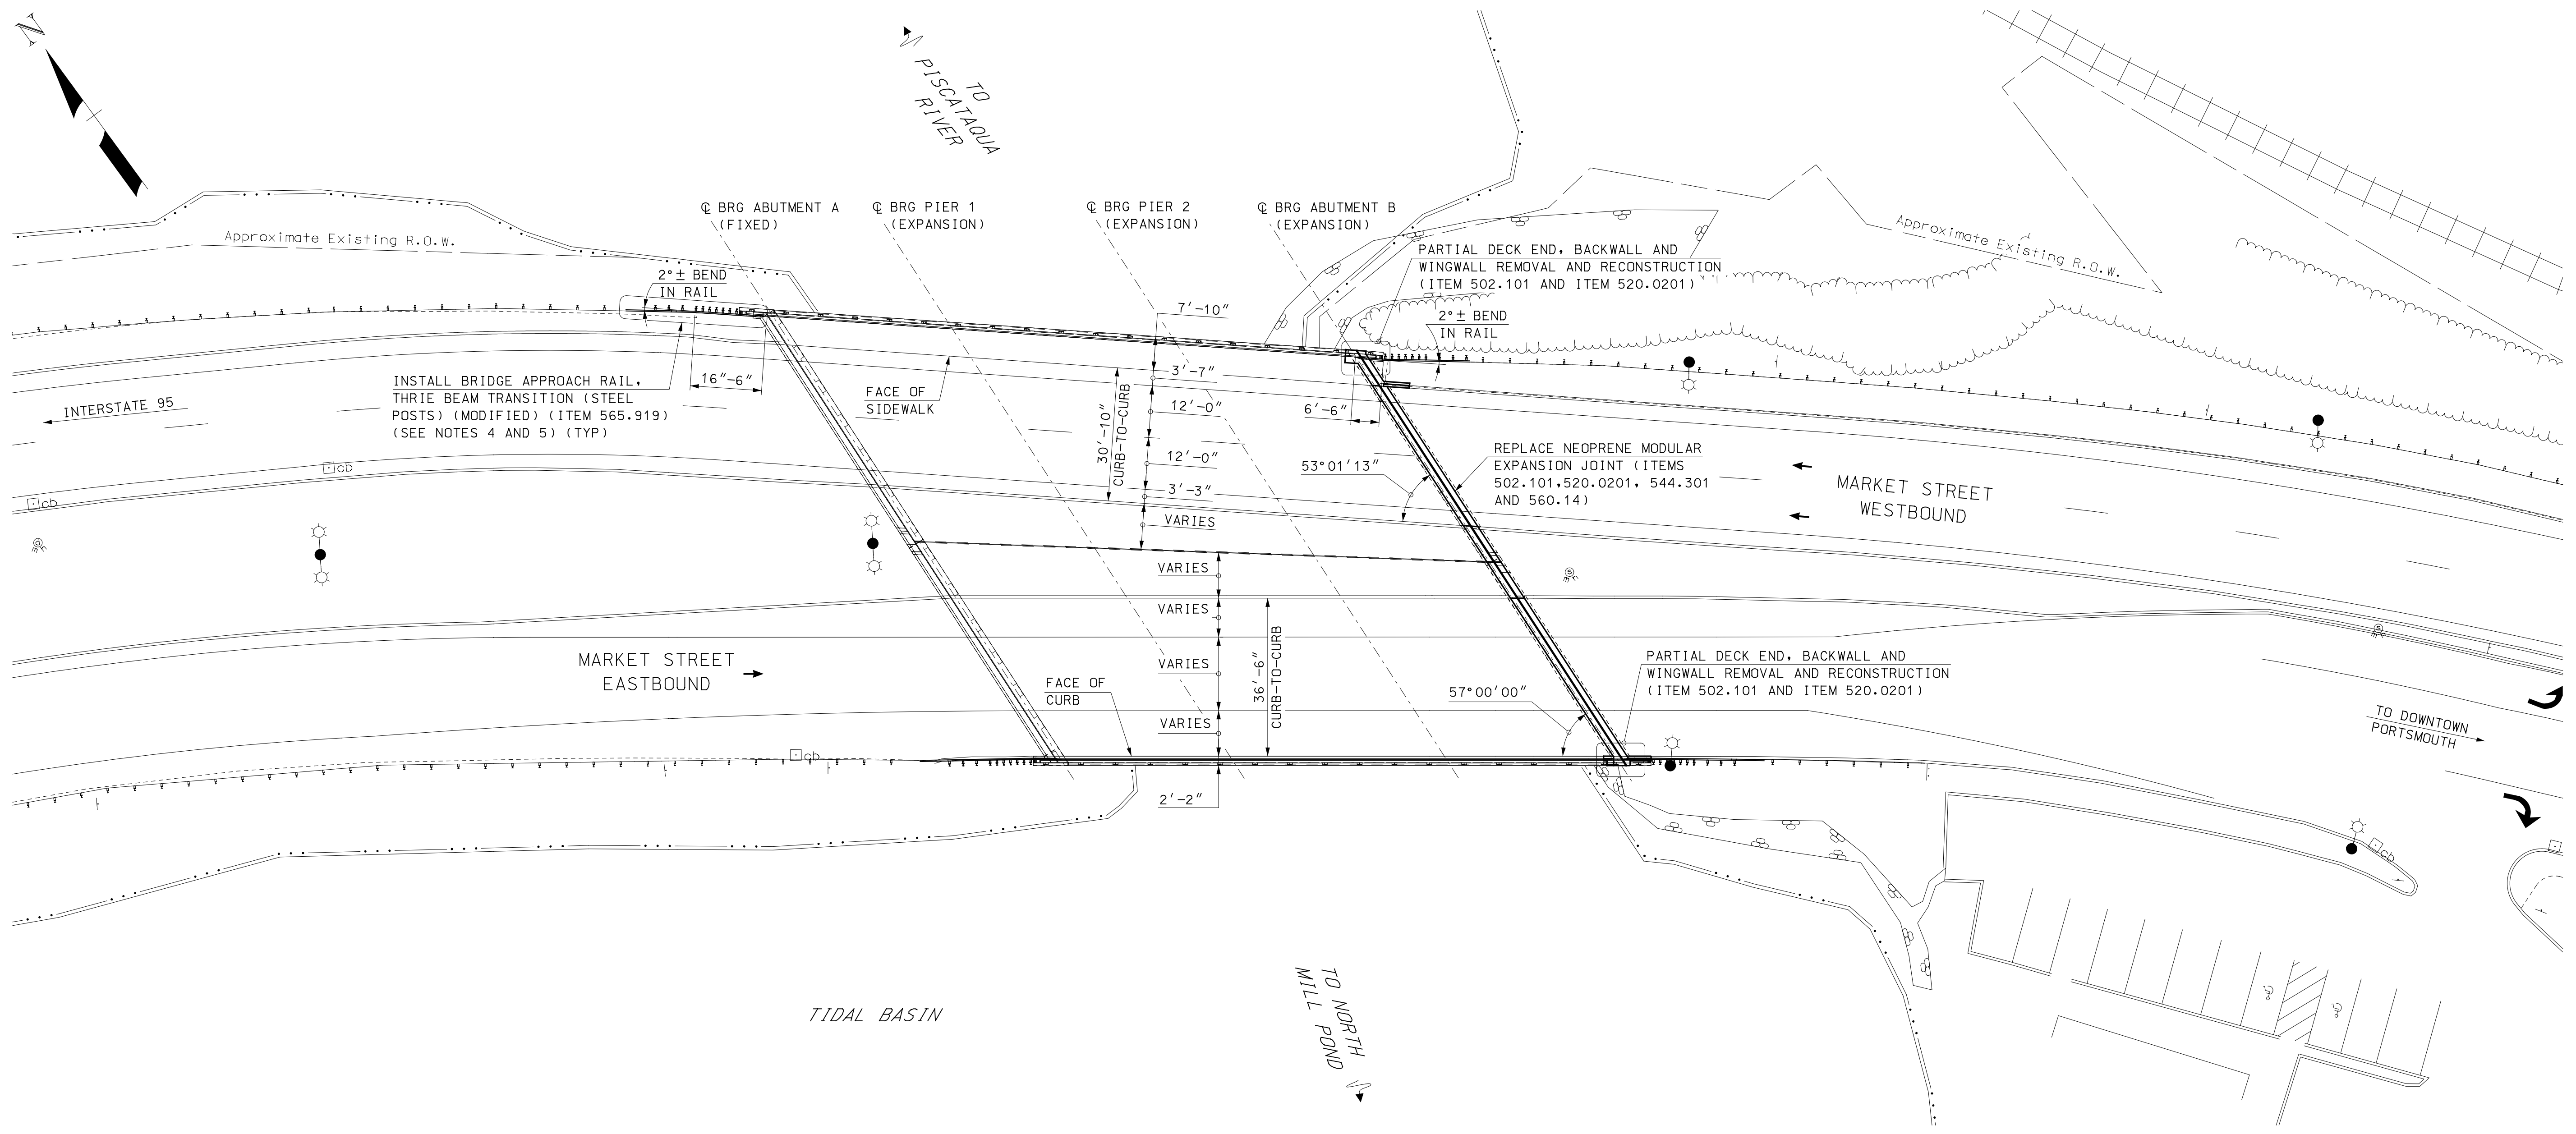 N
TO
PISCATAQUA
RIVER
℄ BRG ABUTMENT A
(FIXED)
℄ BRG PIER 1
(EXPANSION)
℄ BRG PIER 2
(EXPANSION)
℄ BRG ABUTMENT B
(EXPANSION)
Approximate Existing R.O.W.
Approximate Existing R.O.W.
PARTIAL DECK END, BACKWALL AND
WINGWALL REMOVAL AND RECONSTRUCTION
(ITEM 502.101 AND ITEM 520.0201)
2°± BEND
IN RAIL
7'-10"
2°± BEND
IN RAIL
16"-6"
3'-7"
INSTALL BRIDGE APPROACH RAIL,
THRIE BEAM TRANSITION (STEEL
POSTS) (MODIFIED) (ITEM 565.919)
(SEE NOTES 4 AND 5) (TYP)
INTERSTATE 95
FACE OF
SIDEWALK
30'-10"
CURB-TO-CURB
12'-0"
6'-6"
12'-0"
53°01'13"
REPLACE NEOPRENE MODULAR
EXPANSION JOINT (ITEMS
502.101,520.0201, 544.301
AND 560.14)
MARKET STREET
WESTBOUND
3'-3"
VARIES
cb
cb
VARIES
VARIES
S
S
S
MARKET STREET
EASTBOUND
VARIES
36'-6"
CURB-TO-CURB
PARTIAL DECK END, BACKWALL AND
WINGWALL REMOVAL AND RECONSTRUCTION
(ITEM 502.101 AND ITEM 520.0201)
FACE OF
CURB
57°00'00"
VARIES
TO DOWNTOWN
PORTSMOUTH
cb
2'-2"
cb
TIDAL BASIN
TO NORTH
MILL POND